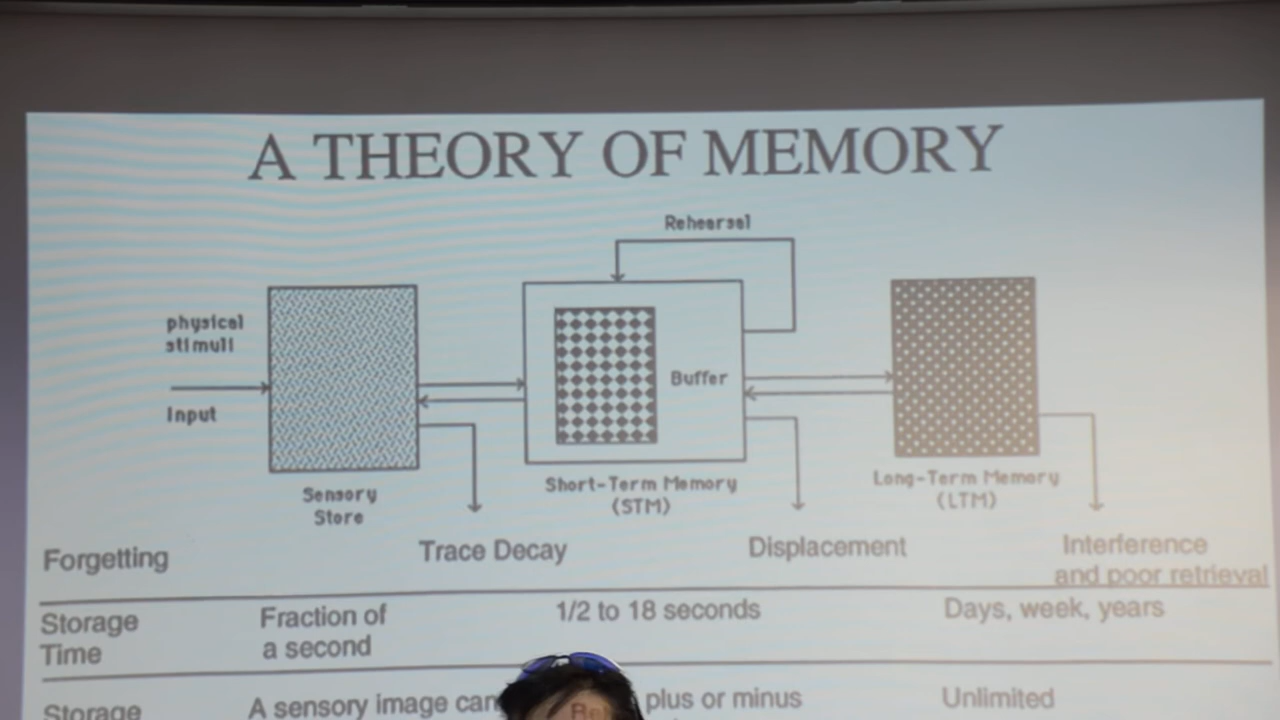 A THEORY OF MEMORY
Rehearsal
physical
stimuli
Input
Buffer
Sensory
Store
Short-Term Memory
(STM)
Long-Term Memory
(LTM)
Forgetting
Trace Decay
Displacement
Interference
and poor retrieval
Storage
Time
Fraction of
a second
1/2 to 18 seconds
Days, week, years
Storage
A sensory image can
plus or minus
Unlimited